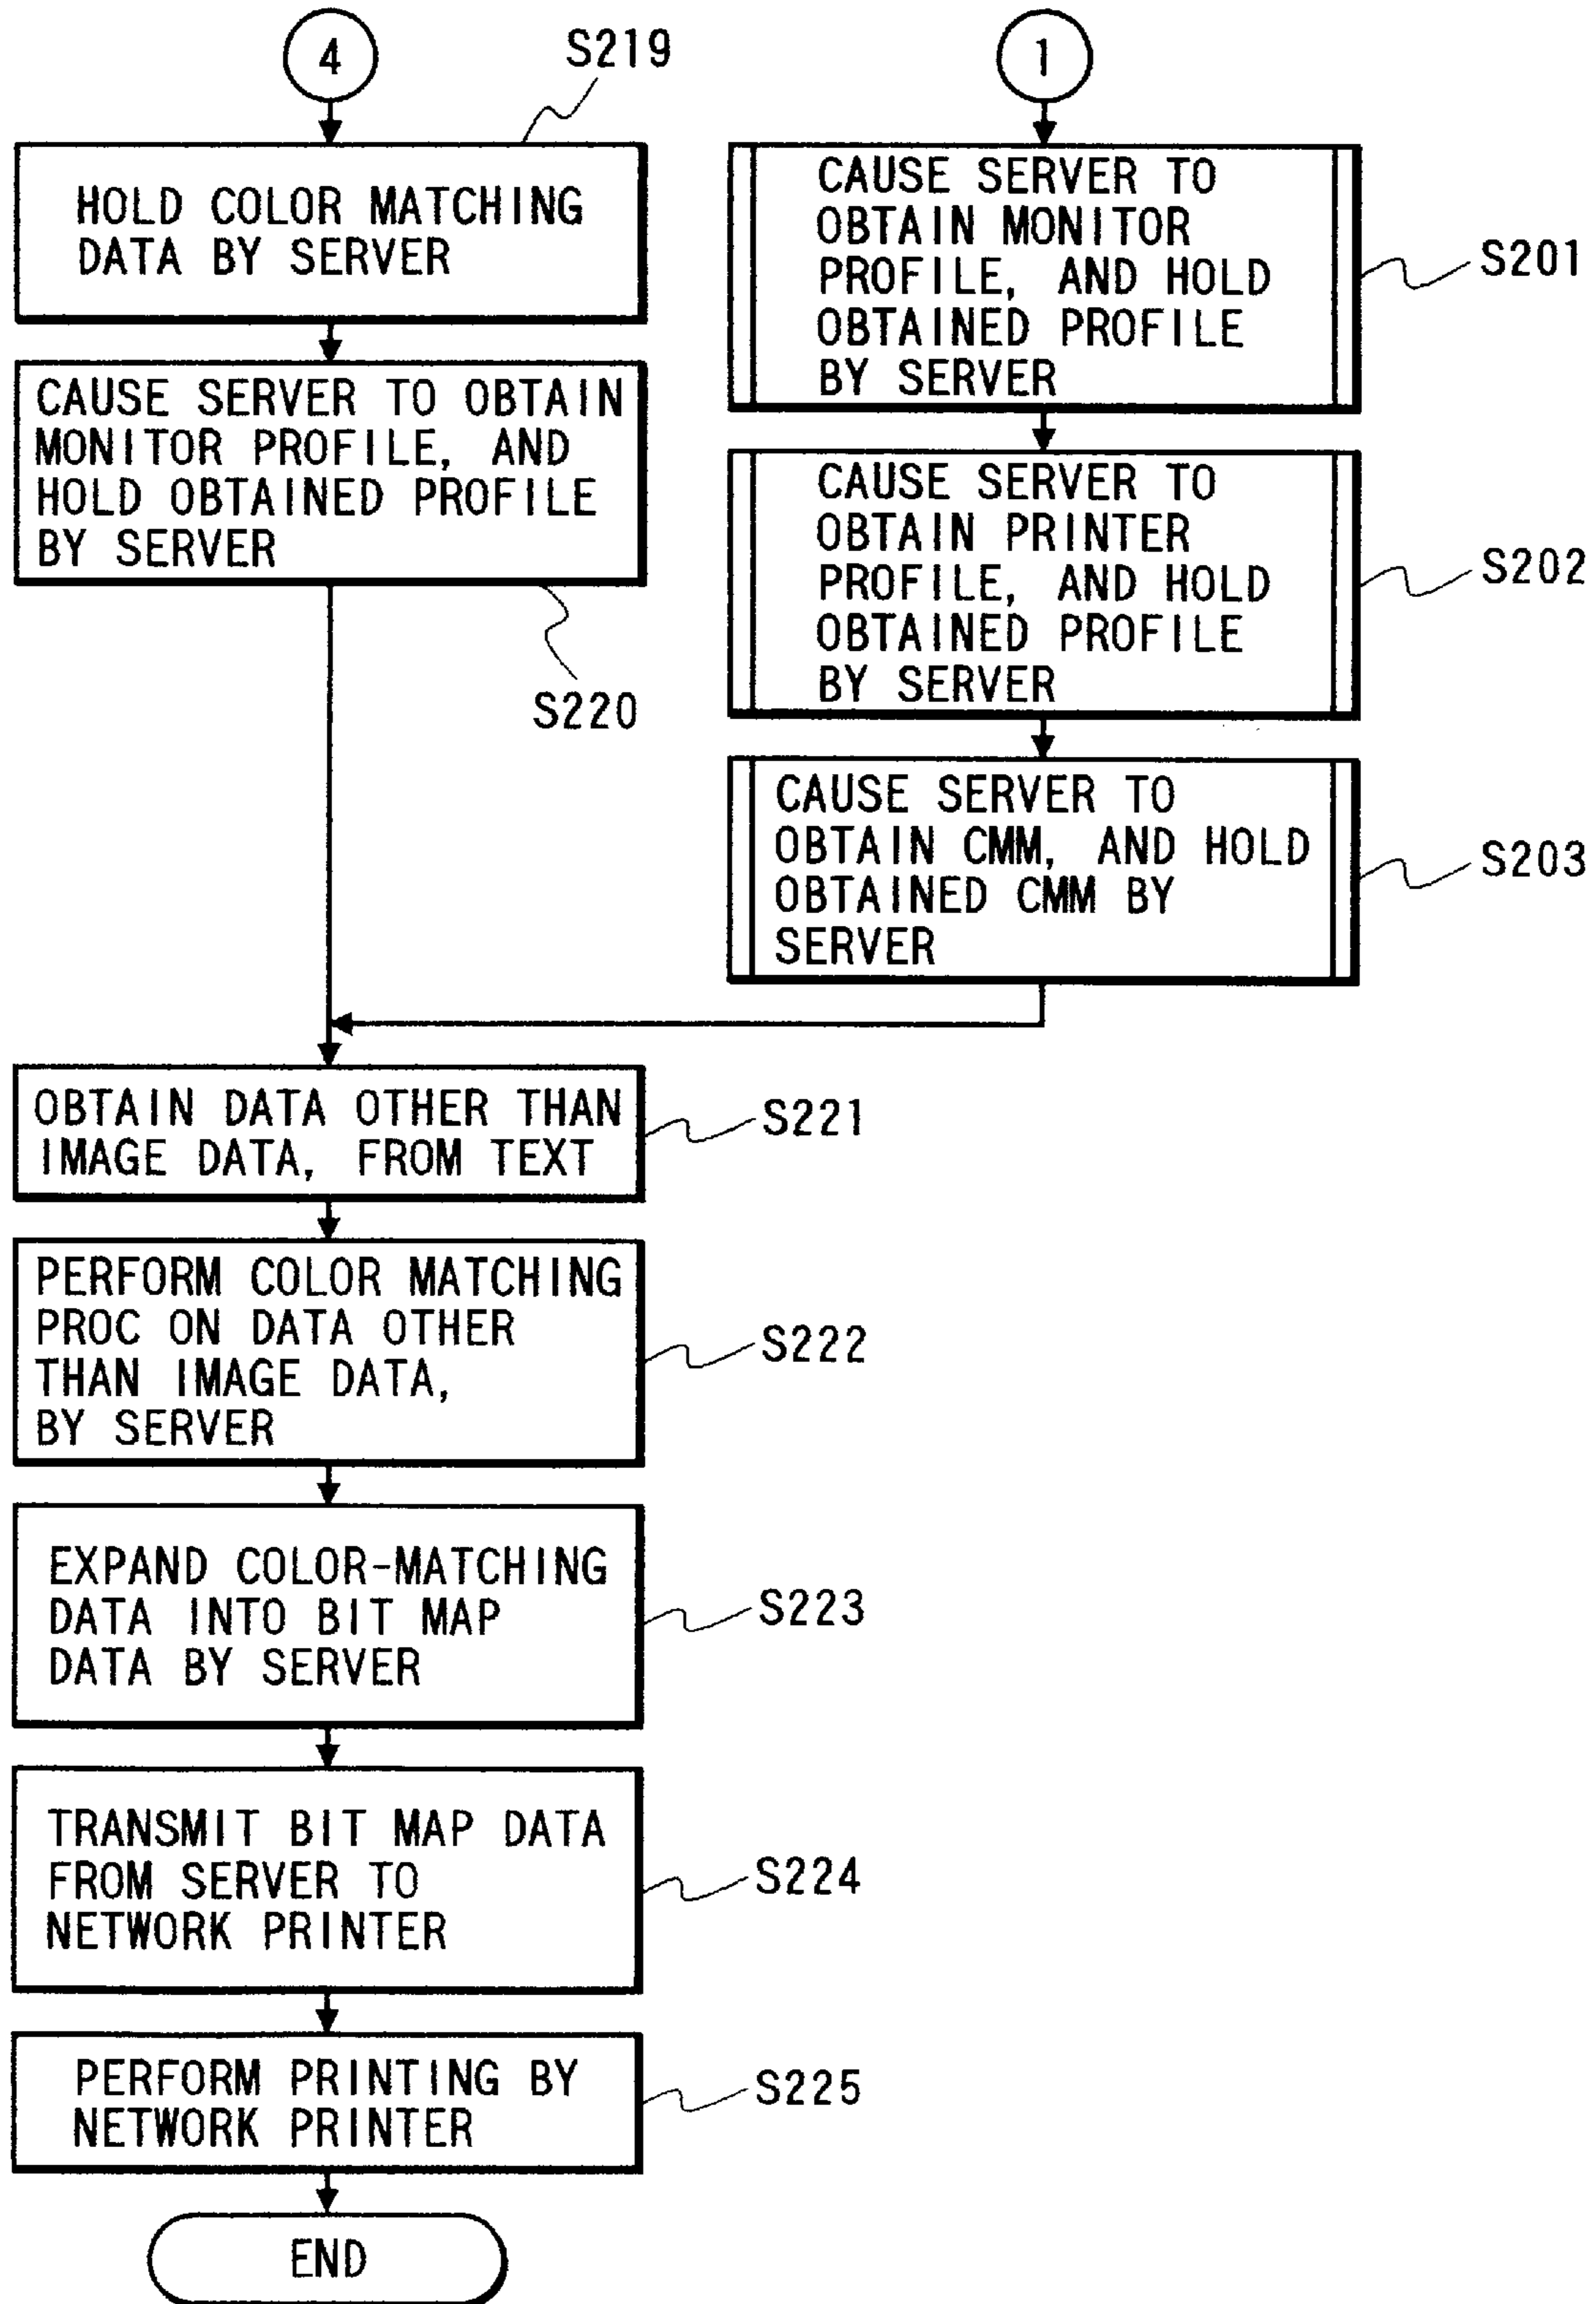 4
S219
HOLD COLOR MATCHING
DATA BY SERVER
CAUSE SERVER TO OBTAIN
MONITOR PROFILE, AND
HOLD OBTAINED PROFILE
BY SERVER
S220
1
CAUSE SERVER TO
OBTAIN MONITOR
PROFILE, AND HOLD
OBTAINED PROFILE
BY SERVER
S201
CAUSE SERVER TO
OBTAIN PRINTER
PROFILE, AND HOLD
OBTAINED PROFILE
BY SERVER
S202
CAUSE SERVER TO
OBTAIN CMM, AND HOLD
OBTAINED CMM BY
SERVER
S203
OBTAIN DATA OTHER THAN
IMAGE DATA, FROM TEXT
S221
PERFORM COLOR MATCHING
PROC ON DATA OTHER
THAN IMAGE DATA,
BY SERVER
S222
EXPAND COLOR-MATCHING
DATA INTO BIT MAP
DATA BY SERVER
S223
TRANSMIT BIT MAP DATA
FROM SERVER TO
NETWORK PRINTER
S224
PERFORM PRINTING BY
NETWORK PRINTER
S225
END